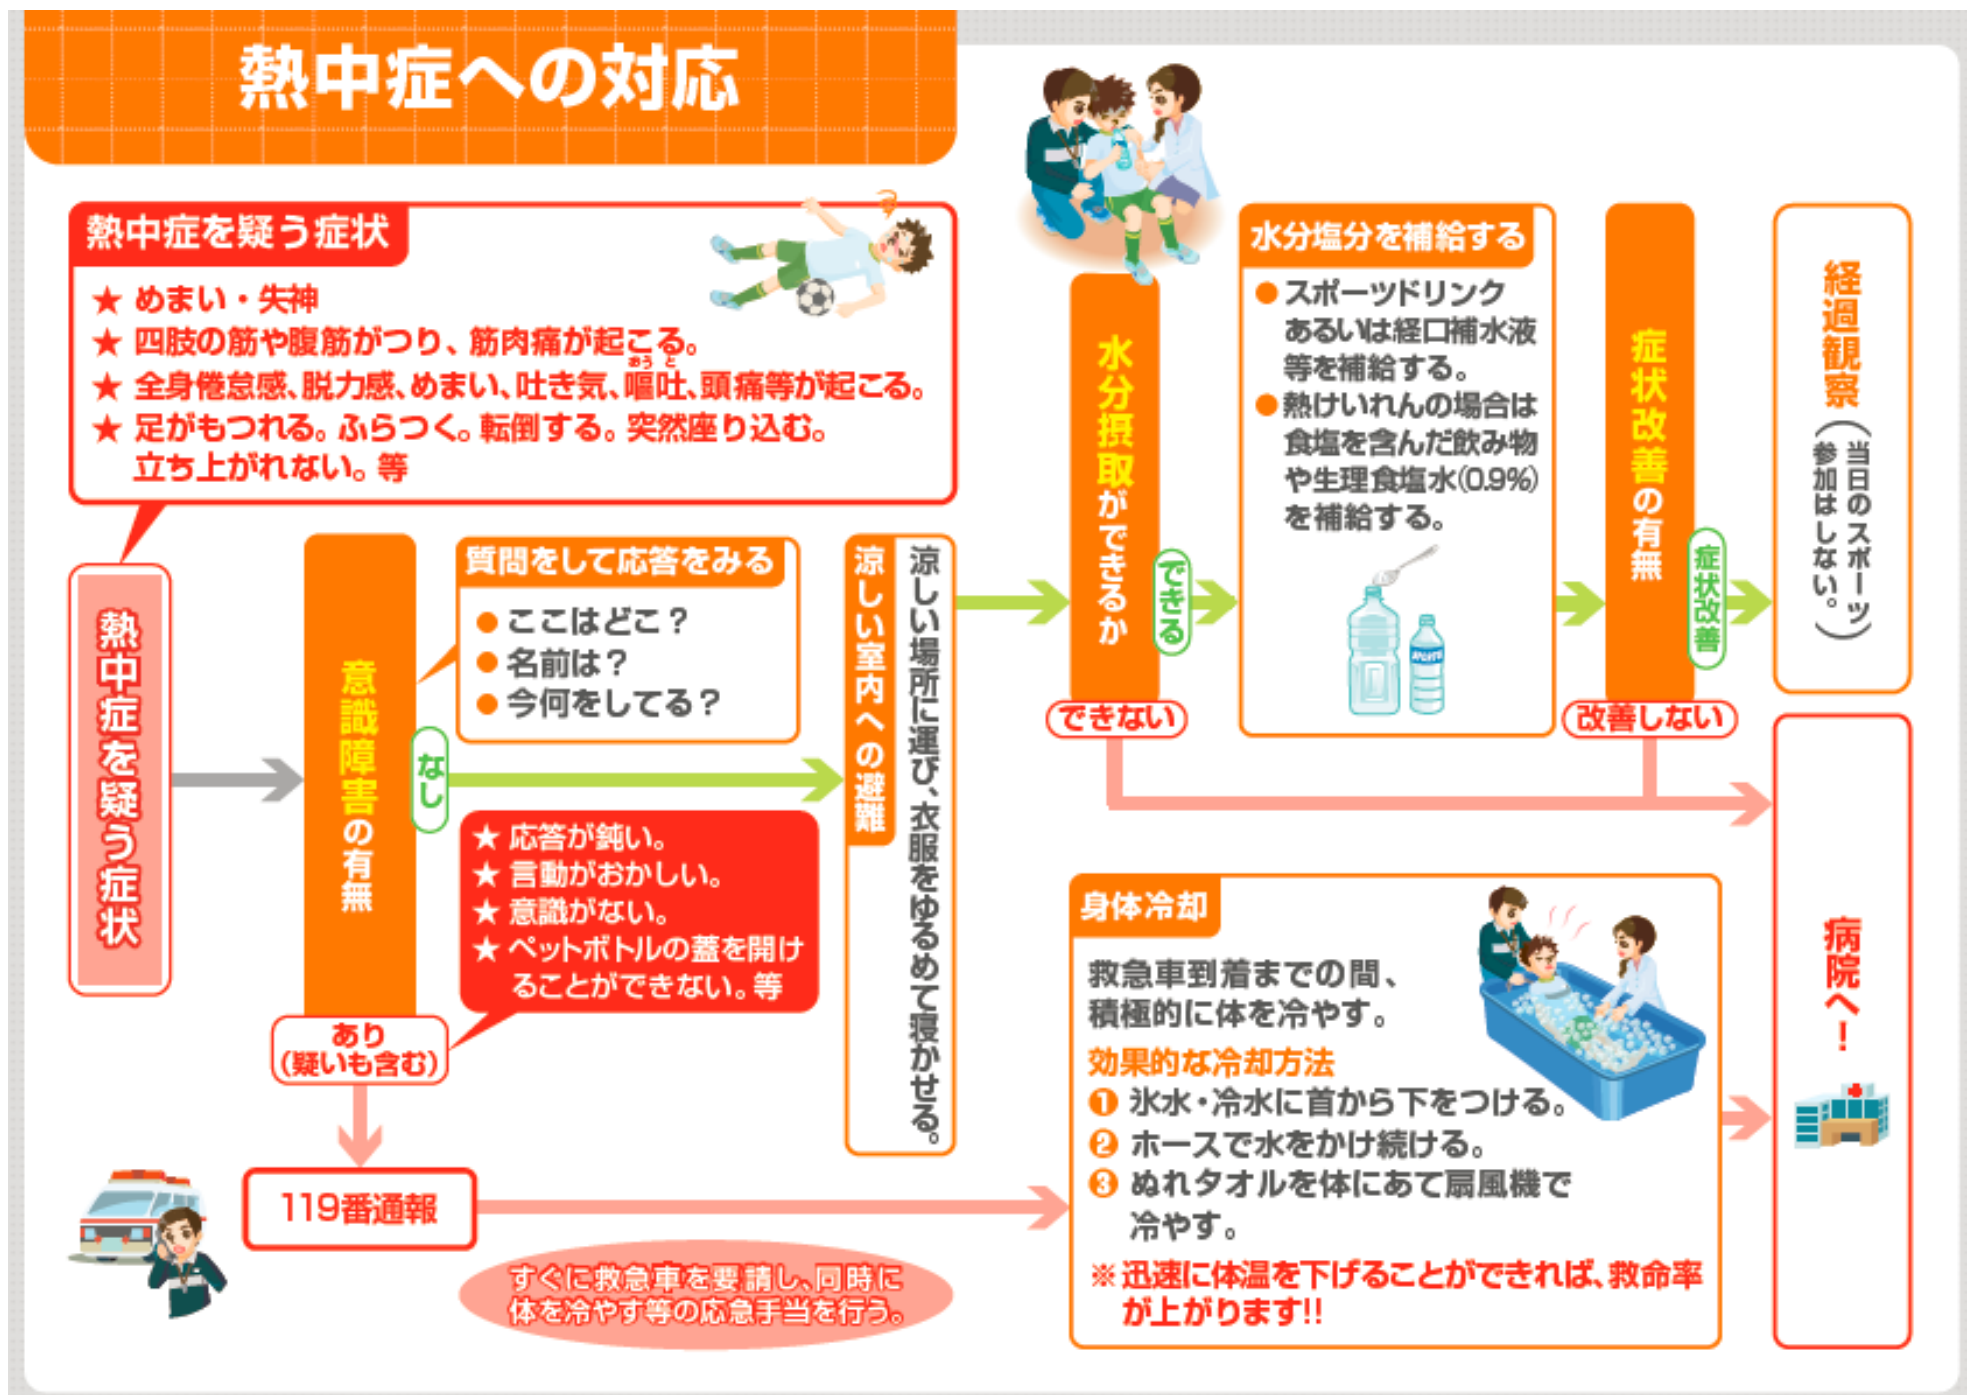 熱中症への対応
熱中症を疑う症状
★ めまい・失神
★ 四肢の筋や腹筋がつり、筋肉痛が起こる。
おう と
★ 全身倦怠感、脱力感、めまい、吐き気、嘔吐、頭痛等が起こる。
★ 足がもつれる。ふらつく。転倒する。突然座り込む。
立ち上がれない。等
熱中症を疑う症状
意識障害の有無
質問をして応答をみる
● ここはどこ？
● 名前は？
● 今何をしてる？
なし
★ 応答が鈍い。
★ 言動がおかしい。
★ 意識がない。
★ ペットボトルの蓋を開け
ることができない。等
あり
（疑いも含む）
119番通報
すぐに救急車を要請し、同時に
体を冷やす等の応急手当を行う。
涼しい室内への避難
涼しい場所に運び、衣服をゆるめて寝かせる。
水分摂取ができるか
できる
できない
水分塩分を補給する
● スポーツドリンク
あるいは経口補水液
等を補給する。
● 熱けいれんの場合は
食塩を含んだ飲み物
や生理食塩水(0.9%)
を補給する。
SPORTS
症状改善の有無
症状改善
改善しない
経過観察
（当日のスポーツ
参加はしない。）
身体冷却
救急車到着までの間、
積極的に体を冷やす。
効果的な冷却方法
❶ 氷水・冷水に首から下をつける。
❷ ホースで水をかけ続ける。
❸ ぬれタオルを体にあて扇風機で
冷やす。
※ 迅速に体温を下げることができれば、救命率
が上がります!!
病院へ！